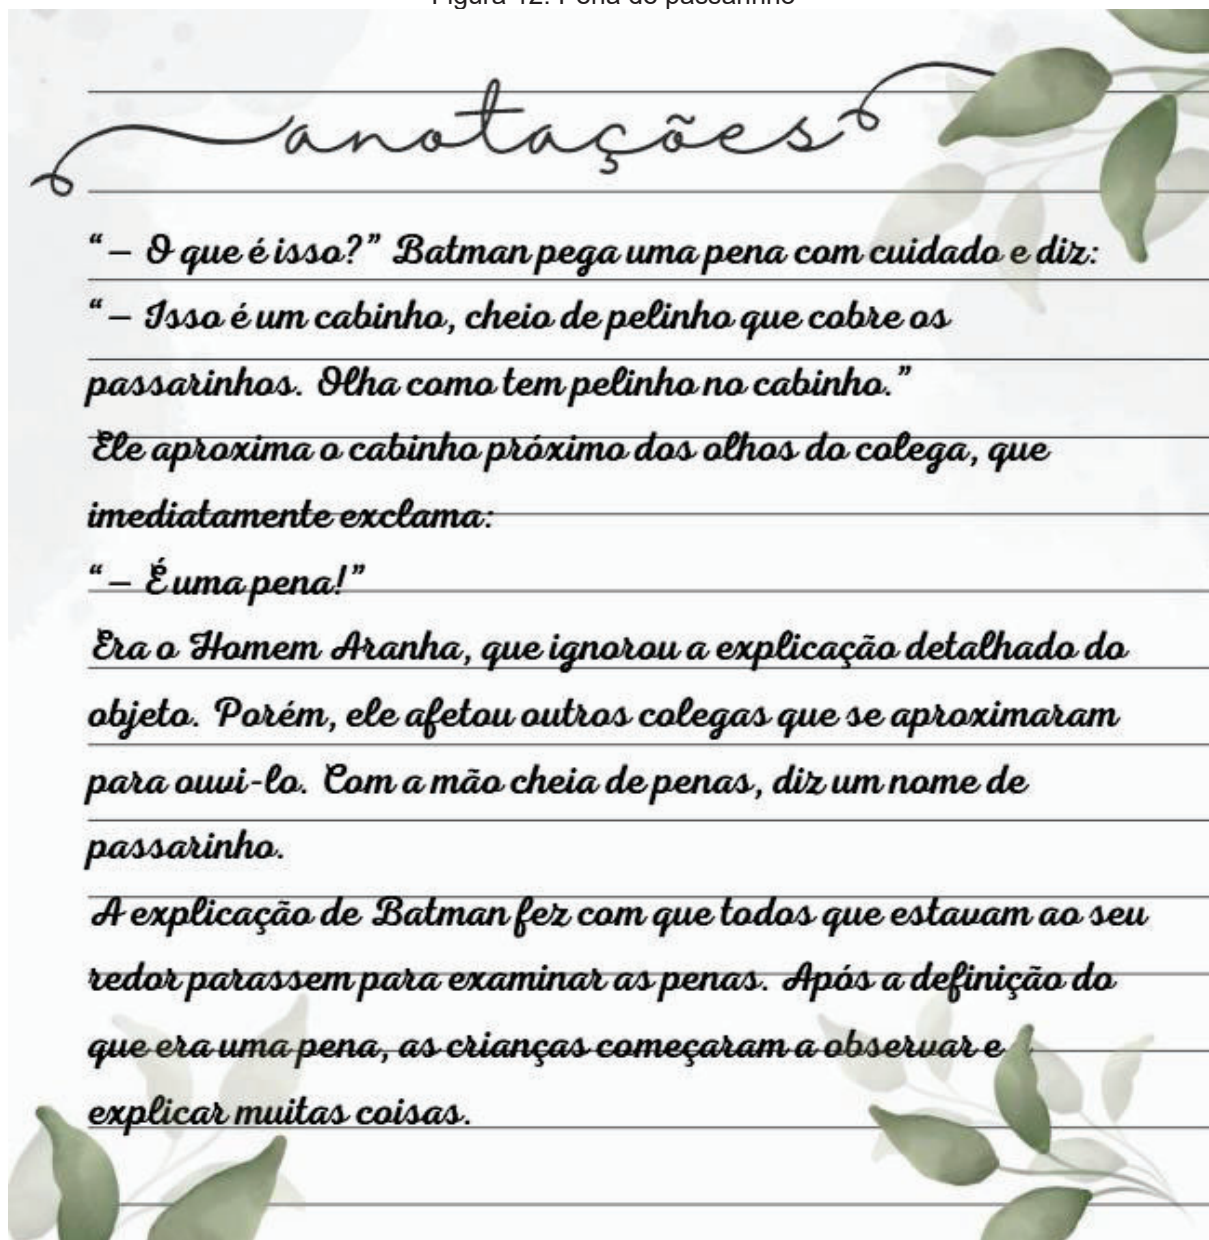 Figura 12: Pena de passarinho
anotações
“– O que é isso?” Batman pega uma pena com cuidado e diz:
“– Isso é um cabinho, cheio de pelinho que cobre os
passarinhos. Olha como tem pelinho no cabinho.”
Ele aproxima o cabinho próximo dos olhos do colega, que
imediatamente exclama:
“– É uma pena!”
Era o Homem Aranha, que ignorou a explicação detalhado do
objeto. Porém, ele afetou outros colegas que se aproximaram
para ouvi-lo. Com a mão cheia de penas, diz um nome de
passarinho.
A explicação de Batman fez com que todos que estavam ao seu
redor parassem para examinar as penas. Após a definição do
que era uma pena, as crianças começaram a observar e
explicar muitas coisas.